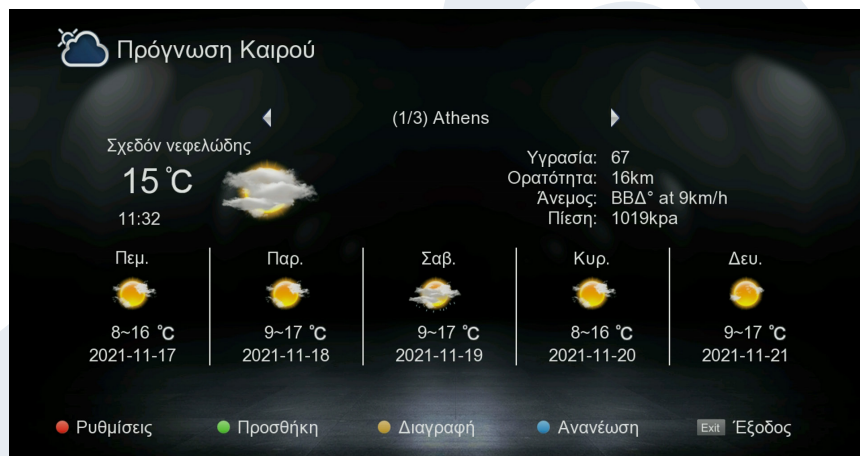 Πρόγνωση Καιρού
(1/3) Athens
Σχεδόν νεφελώδης
15 °C
11:32
Υγρασία: 67
Ορατότητα: 16km
Άνεμος: ΒΒΔ° at 9km/h
Πίεση: 1019kpa
Πεμ. Παρ. Σαβ. Κυρ. Δευ.
8~16 °C 9~17 °C 9~17 °C 8~16 °C 9~17 °C
2021-11-17 2021-11-18 2021-11-19 2021-11-20 2021-11-21
Ρυθμίσεις Προσθήκη Διαγραφή Ανανέωση Exit Έξοδος